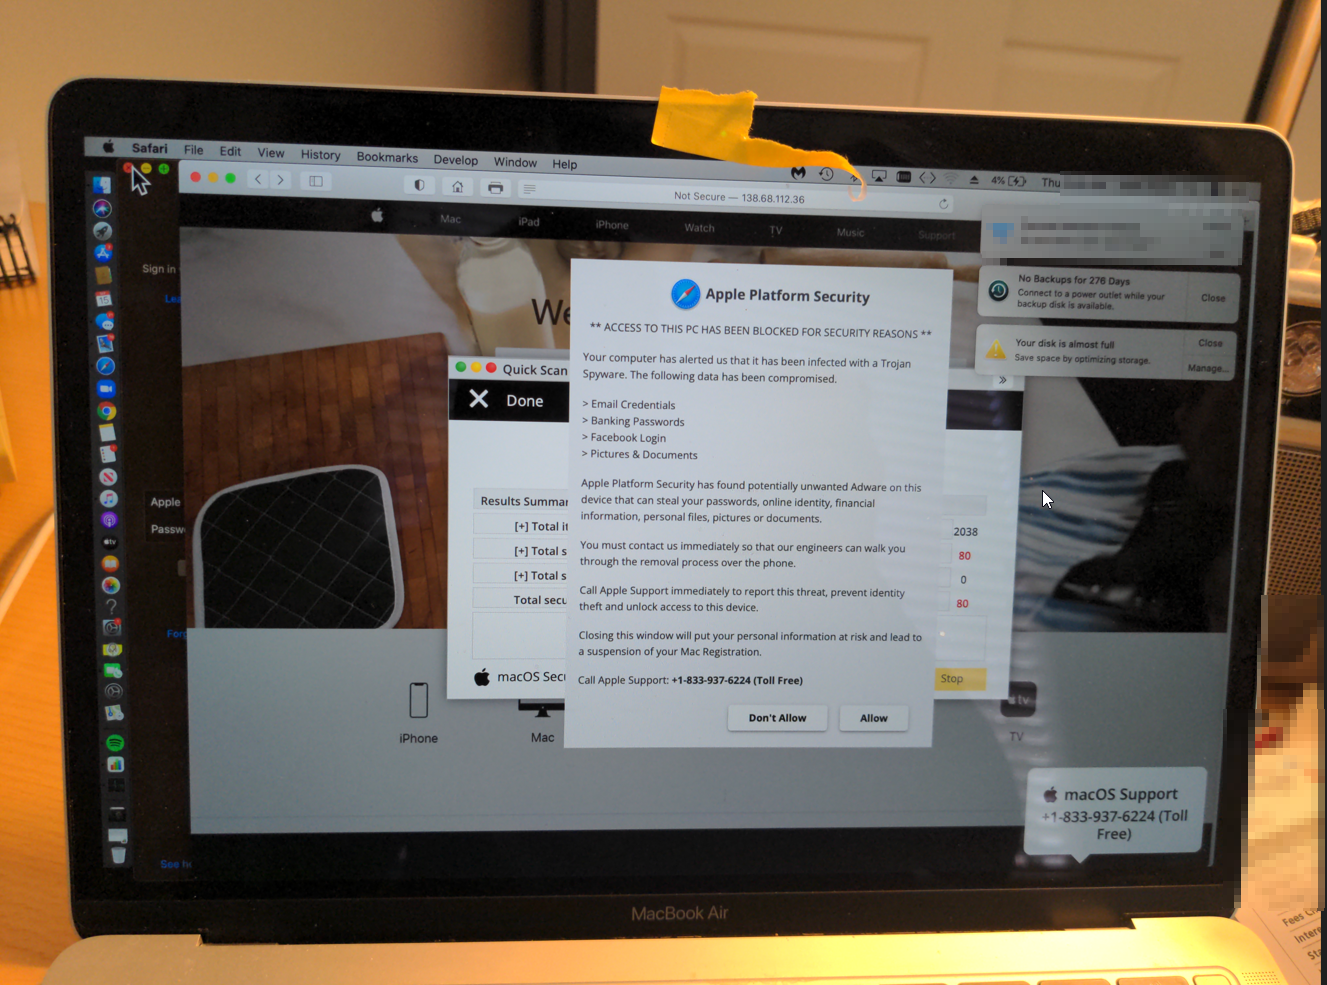 Safari File Edit View History Bookmarks Develop Window Help
4% Thu
Not Secure — 138.68.112.36
Mac iPad iPhone Watch TV Music Support
No Backups for 276 Days
Connect to a power outlet while your
backup disk is available.
Close
Your disk is almost full
Save space by optimizing storage.
Close
Manage...
Sign in
Lea
15
Apple
Passw
Forg
See h
We
Quick Scan
Done
Results Summar
[+] Total it
2038
[+] Total s
80
[+] Total s
0
Total secu
80
macOS Secu
Stop
Apple Platform Security
** ACCESS TO THIS PC HAS BEEN BLOCKED FOR SECURITY REASONS **
Your computer has alerted us that it has been infected with a Trojan
Spyware. The following data has been compromised.
> Email Credentials
> Banking Passwords
> Facebook Login
> Pictures & Documents
Apple Platform Security has found potentially unwanted Adware on this
device that can steal your passwords, online identity, financial
information, personal files, pictures or documents.
You must contact us immediately so that our engineers can walk you
through the removal process over the phone.
Call Apple Support immediately to report this threat, prevent identity
theft and unlock access to this device.
Closing this window will put your personal information at risk and lead to
a suspension of your Mac Registration.
Call Apple Support: +1-833-937-6224 (Toll Free)
Don't Allow Allow
iPhone Mac TV
tv
macOS Support
+1-833-937-6224 (Toll
Free)
MacBook Air
Fees C
Intere
Sta